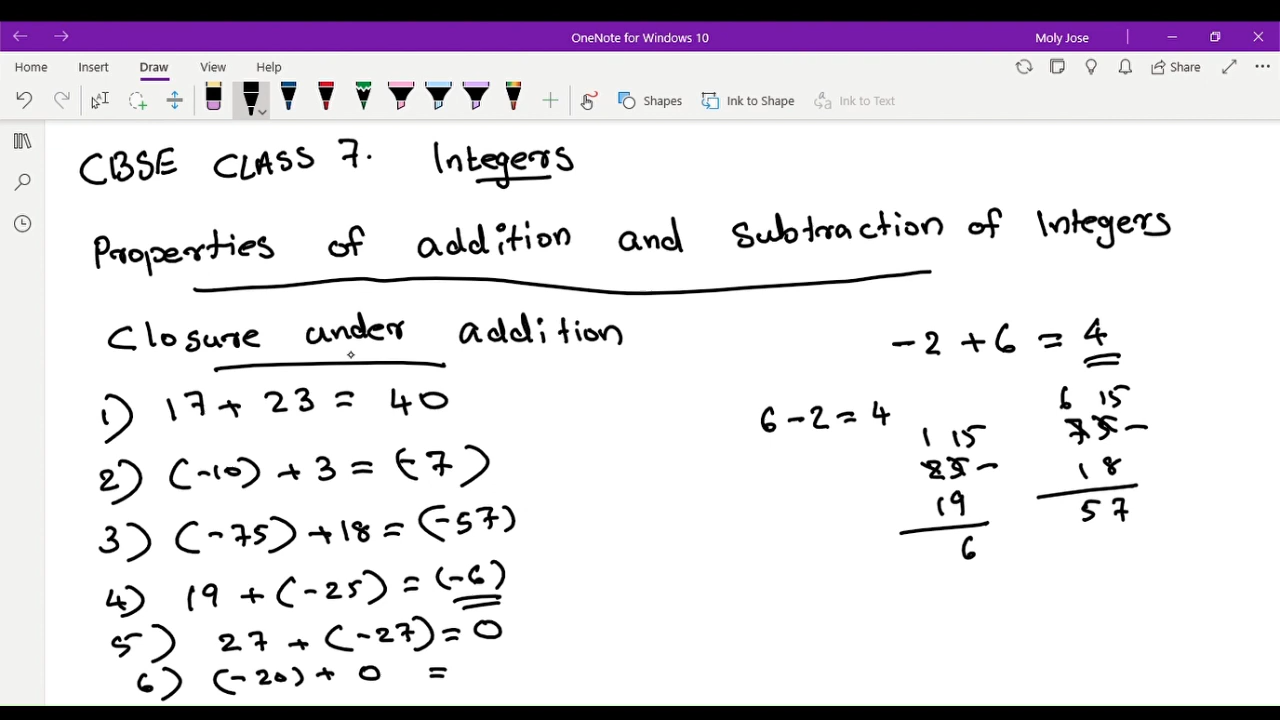 OneNote for Windows 10
Moly Jose
Home Insert Draw View Help
Share
Shapes Ink to Shape Ink to Text
CBSE CLASS 7. Integers
Properties of addition and subtraction of Integers
Closure under addition
1) 17 + 23 = 40
2) (-10) + 3 = (-7)
3) (-75) + 18 = (-57)
4) 19 + (-25) = (-6)
5) 27 + (-27) = 0
6) (-20) + 0 =
-2 + 6 = 4
6 - 2 = 4
1 15
25 -
19
6
6 15
75 -
18
57